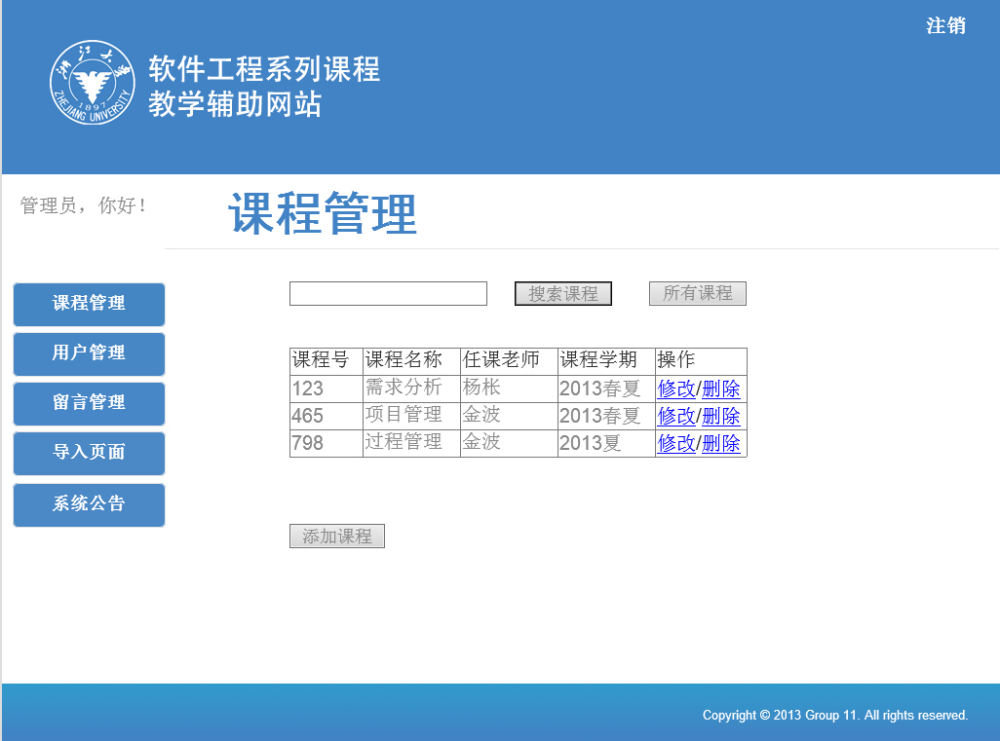 注销
浙江大学
ZHEJIANG UNIVERSITY
1897
软件工程系列课程
教学辅助网站
管理员，你好！
课程管理
课程管理
用户管理
留言管理
导入页面
系统公告
搜索课程 所有课程
课程号 课程名称 任课老师 课程学期 操作
123 需求分析 杨枨 2013春夏 修改/删除
465 项目管理 金波 2013春夏 修改/删除
798 过程管理 金波 2013夏 修改/删除
添加课程
Copyright © 2013 Group 11. All rights reserved.